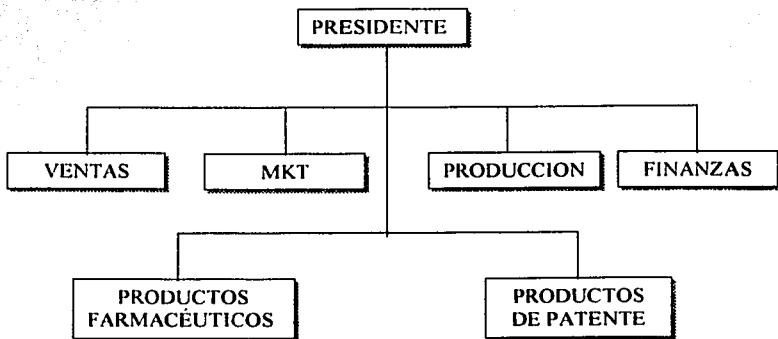 PRESIDENTE
VENTAS
MKT
PRODUCCION
FINANZAS
PRODUCTOS
FARMACÉUTICOS
PRODUCTOS
DE PATENTE